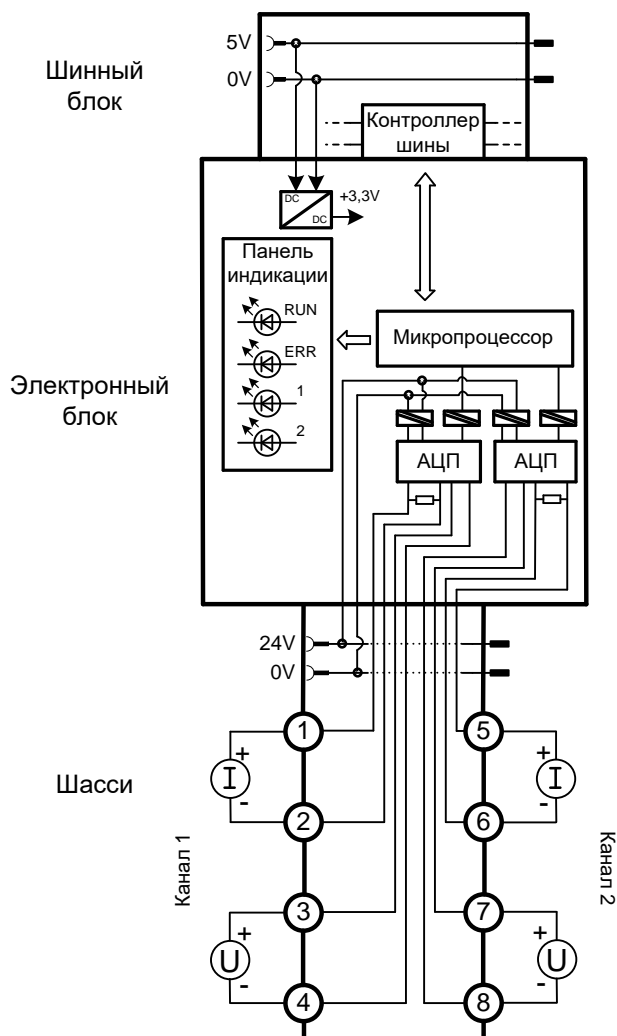 5V
0V
Шинный
блок
Контроллер
шины
DC
DC
+3,3V
Панель
индикации
RUN
ERR
1
2
Микропроцессор
Электронный
блок
АЦП
АЦП
24V
0V
1
5
+
I
-
+
I
-
Шасси
2
6
Канал 1
Канал 2
3
7
+
U
-
+
U
-
4
8